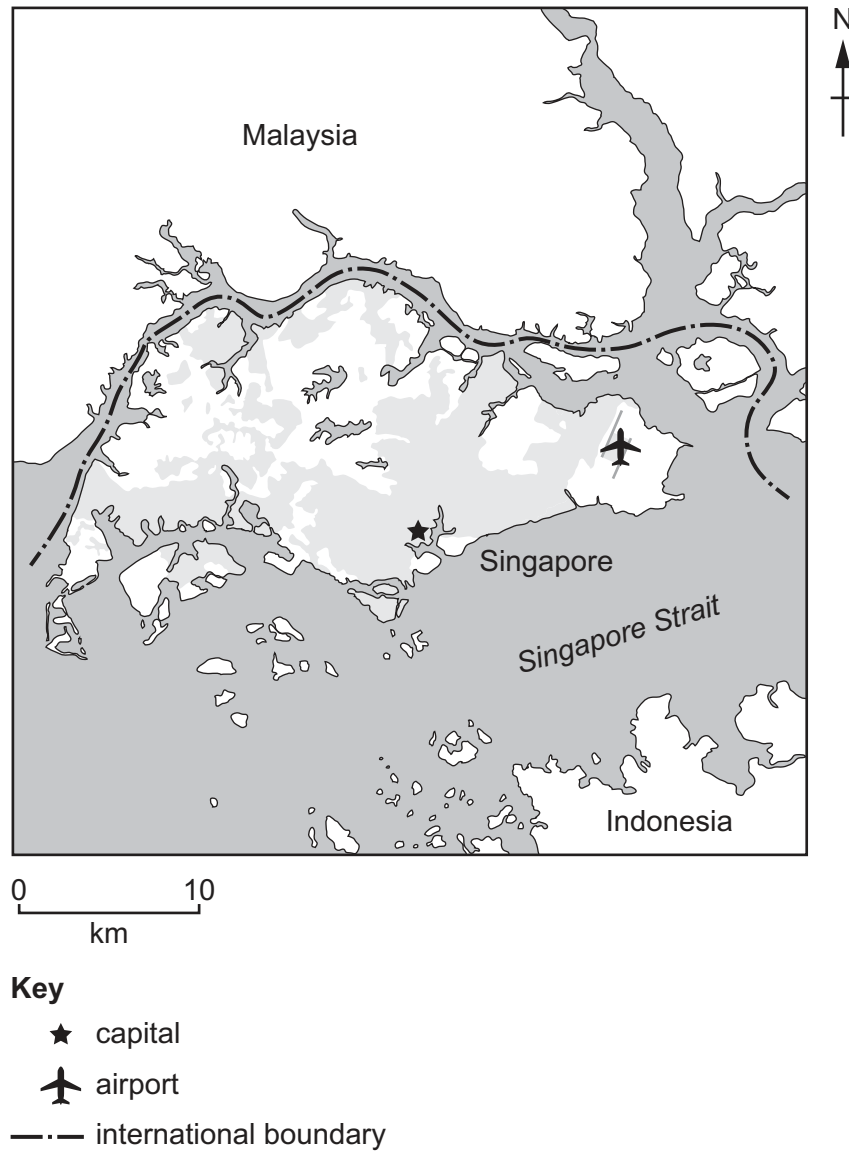 N
Malaysia
Singapore
Singapore Strait
Indonesia
0 10
km
Key
capital
airport
international boundary